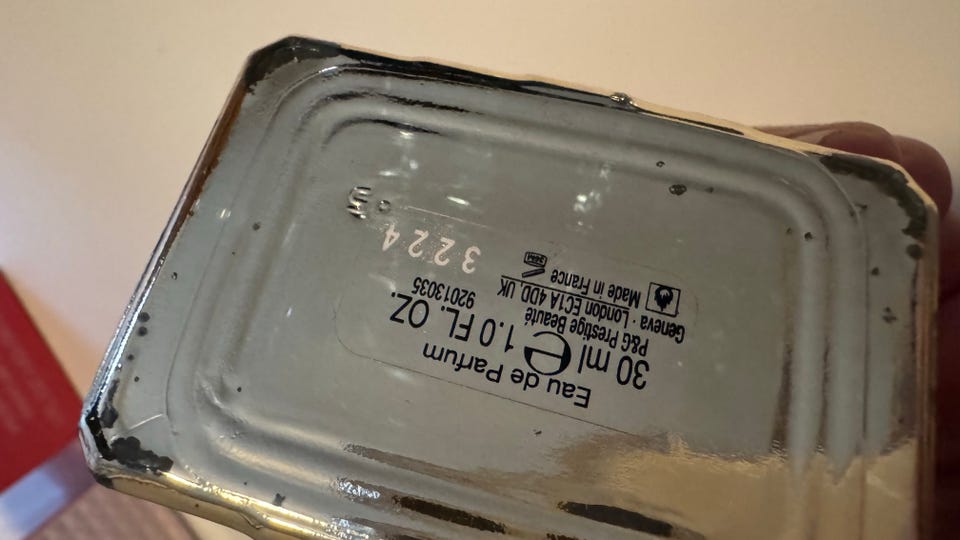 Eau de Parfum
30 ml e 1.0 FL. OZ.
P&G Prestige Beauté 92013035
Geneva · London EC1A 4DD, UK
Made in France
36M
3224